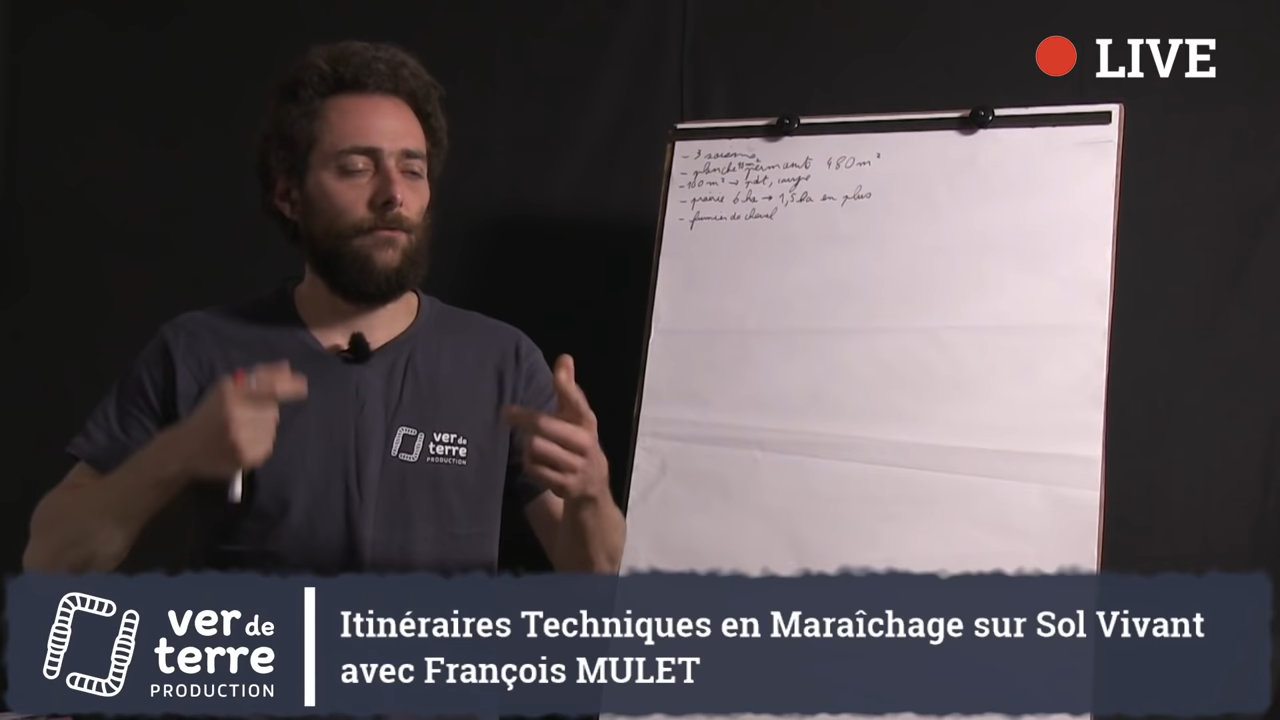 LIVE
- 3 
- planche permant 480 m²
- 100 m² → pdt, courge
- prairie 6 ha → 1,5 ha en plus
- fumier de cheval
ver de
terre
PRODUCTION
ver de
terre
PRODUCTION
Itinéraires Techniques en Maraîchage sur Sol Vivant
avec François MULET